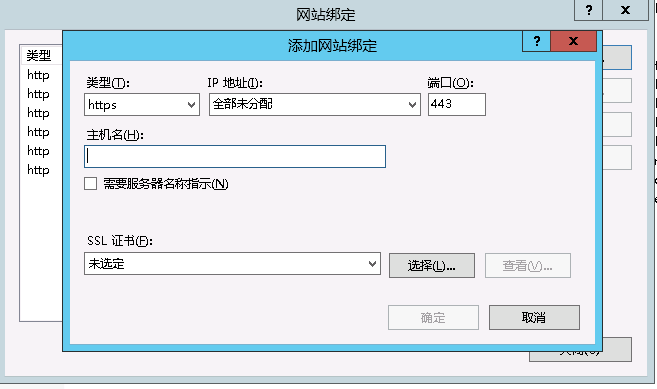 网站绑定
? x
添加网站绑定
? x
类型
http
http
http
http
http
http
类型(T):
IP 地址(I):
端口(O):
https
全部未分配
443
主机名(H):
需要服务器名称指示(N)
SSL 证书(F):
未选定
选择(L)...
查看(V)...
确定
取消